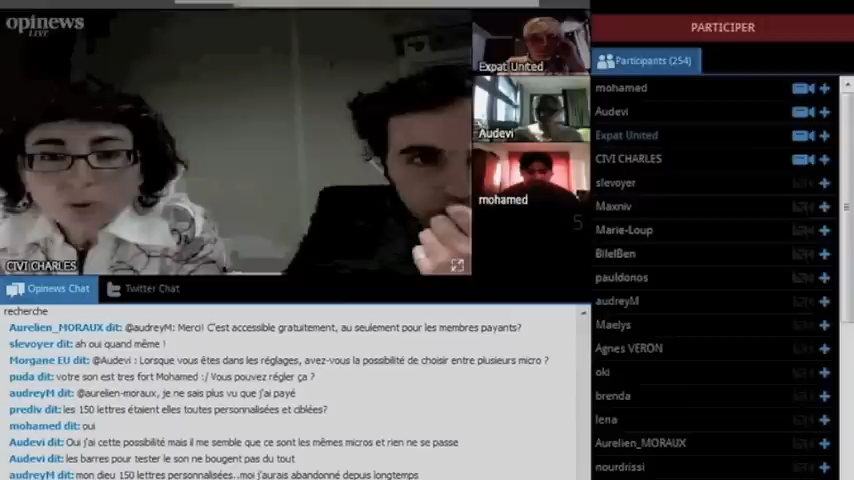 opinews
LIVE
Expat United
Audevi
mohamed
5
CIVI CHARLES
Opinews Chat
Twitter Chat
recherche
Aurelien_MORAUX dit: @audreyM: Merci! C'est accessible gratuitement, au seulement pour les membres payants?
slevoyer dit: ah oui quand même !
Morgane EU dit: @Audevi : Lorsque vous êtes dans les réglages, avez-vous la possibilité de choisir entre plusieurs micro ?
puda dit: votre son est tres fort Mohamed :/ Vous pouvez régler ça ?
audreyM dit: @aurelien-moraux, je ne sais plus vu que j'ai payé
prediv dit: les 150 lettres étaient elles toutes personnalisées et ciblées?
mohamed dit: oui
Audevi dit: Oui j'ai cette possibilité mais il me semble que ce sont les mêmes micros et rien ne se passe
Audevi dit: les barres pour tester le son ne bougent pas du tout
audreyM dit: mon dieu 150 lettres personnalisées..moi j'aurais abandonné depuis longtemps
PARTICIPER
Participants (254)
mohamed
Audevi
Expat United
CIVI CHARLES
slevoyer
Maxniv
Marie-Loup
BilelBen
pauldonos
audreyM
Maelys
Agnes VERON
oki
brenda
lena
Aurelien_MORAUX
nourdrissi